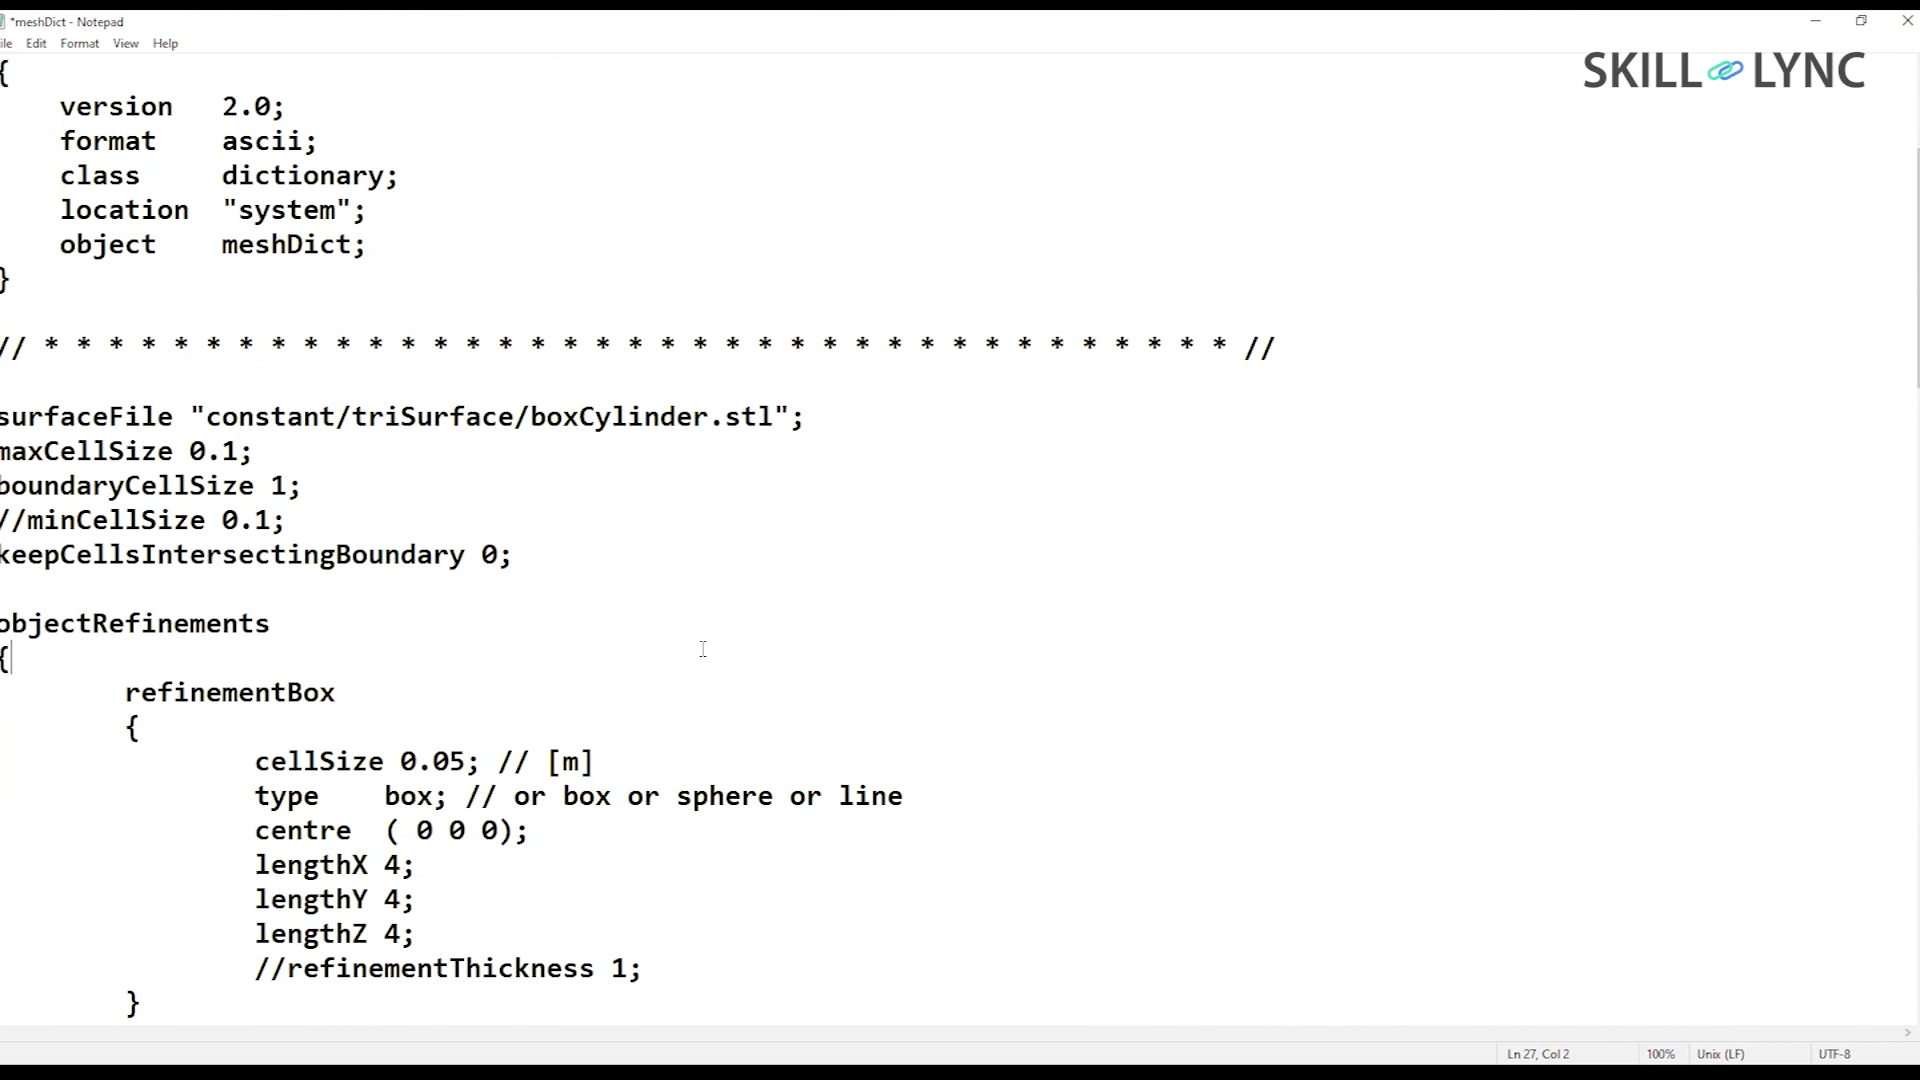 *meshDict - Notepad
ile Edit Format View Help
SKILL LYNC
{
version 2.0;
format ascii;
class dictionary;
location "system";
object meshDict;
}
// * * * * * * * * * * * * * * * * * * * * * * * * * * * * * * * * * * * * * //
surfaceFile "constant/triSurface/boxCylinder.stl";
maxCellSize 0.1;
boundaryCellSize 1;
//minCellSize 0.1;
keepCellsIntersectingBoundary 0;
objectRefinements
{
refinementBox
{
cellSize 0.05; // [m]
type box; // or box or sphere or line
centre ( 0 0 0);
lengthX 4;
lengthY 4;
lengthZ 4;
//refinementThickness 1;
}
Ln 27, Col 2 100% Unix (LF) UTF-8